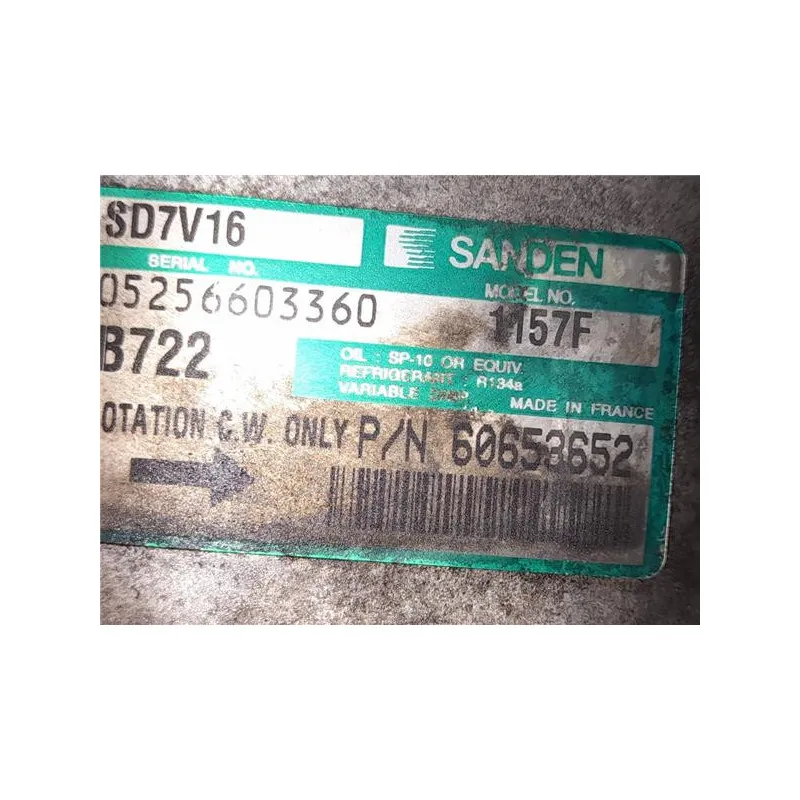 SD7V16
SANDEN
SERIAL NO.
MODEL NO.
05256603360
1157F
B722
OIL : SP-10 OR EQUIV.
REFRIGERANT : R134a
VARIABLE DISP.
MADE IN FRANCE
OTATION C.W. ONLY P/N 60653652